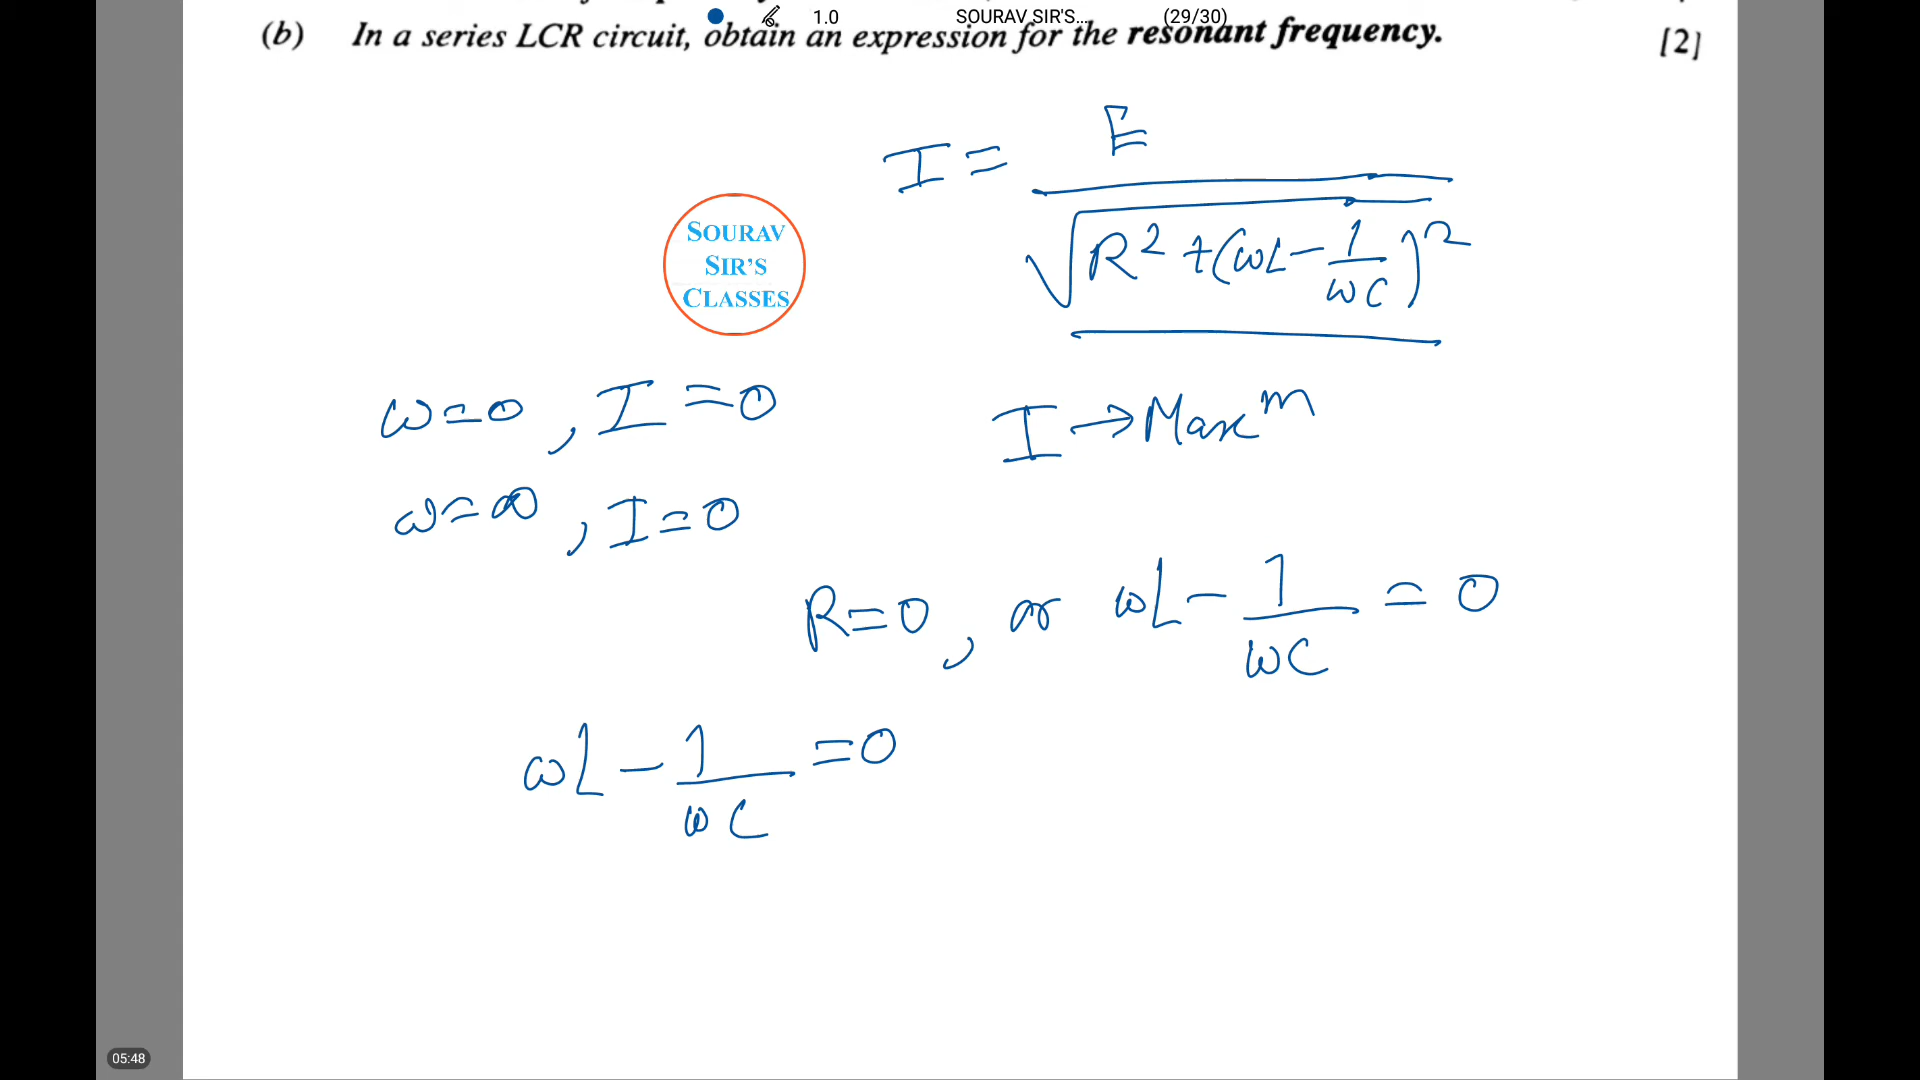 1.0 SOURAV SIR'S... (29/30)
(b) In a series LCR circuit, obtain an expression for the resonant frequency. [2]
I = E / √(R² + (ωL − 1/ωC)²)
SOURAV
SIR'S
CLASSES
ω=0, I=0
I → Maxᵐ
ω=∞, I=0
R=0, or ωL − 1/ωC = 0
ωL − 1/ωC = 0
05:48